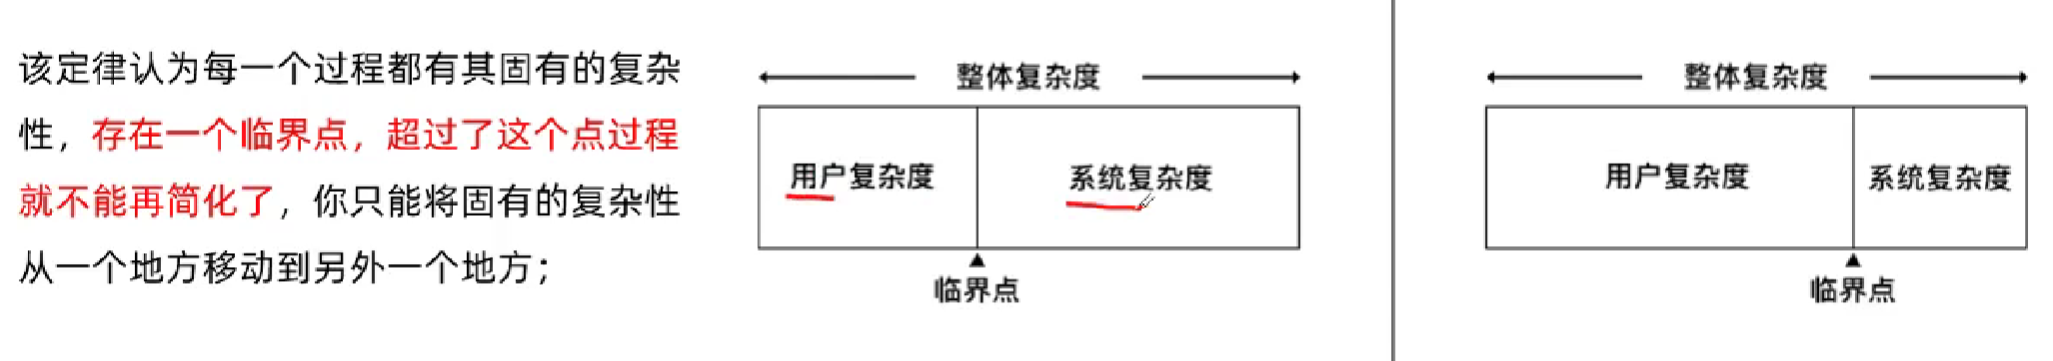 该定律认为每一个过程都有其固有的复杂
性，存在一个临界点，超过了这个点过程
就不能再简化了，你只能将固有的复杂性
从一个地方移动到另外一个地方；
整体复杂度
用户复杂度
系统复杂度
临界点
整体复杂度
用户复杂度
系统复杂度
临界点